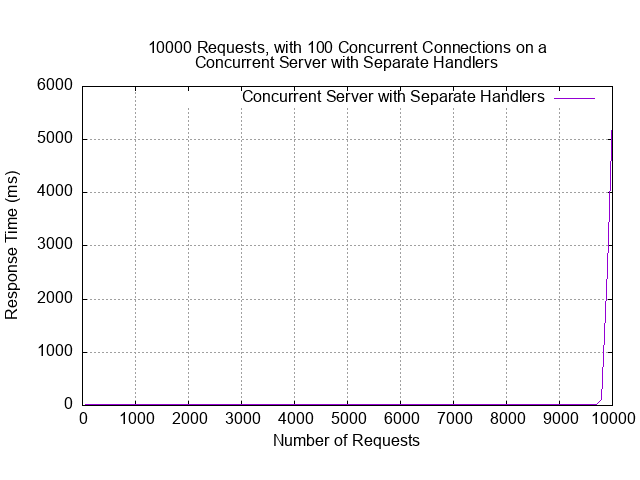 10000 Requests, with 100 Concurrent Connections on a
Concurrent Server with Separate Handlers
Concurrent Server with Separate Handlers
Response Time (ms)
6000
5000
4000
3000
2000
1000
0
0 1000 2000 3000 4000 5000 6000 7000 8000 9000 10000
Number of Requests